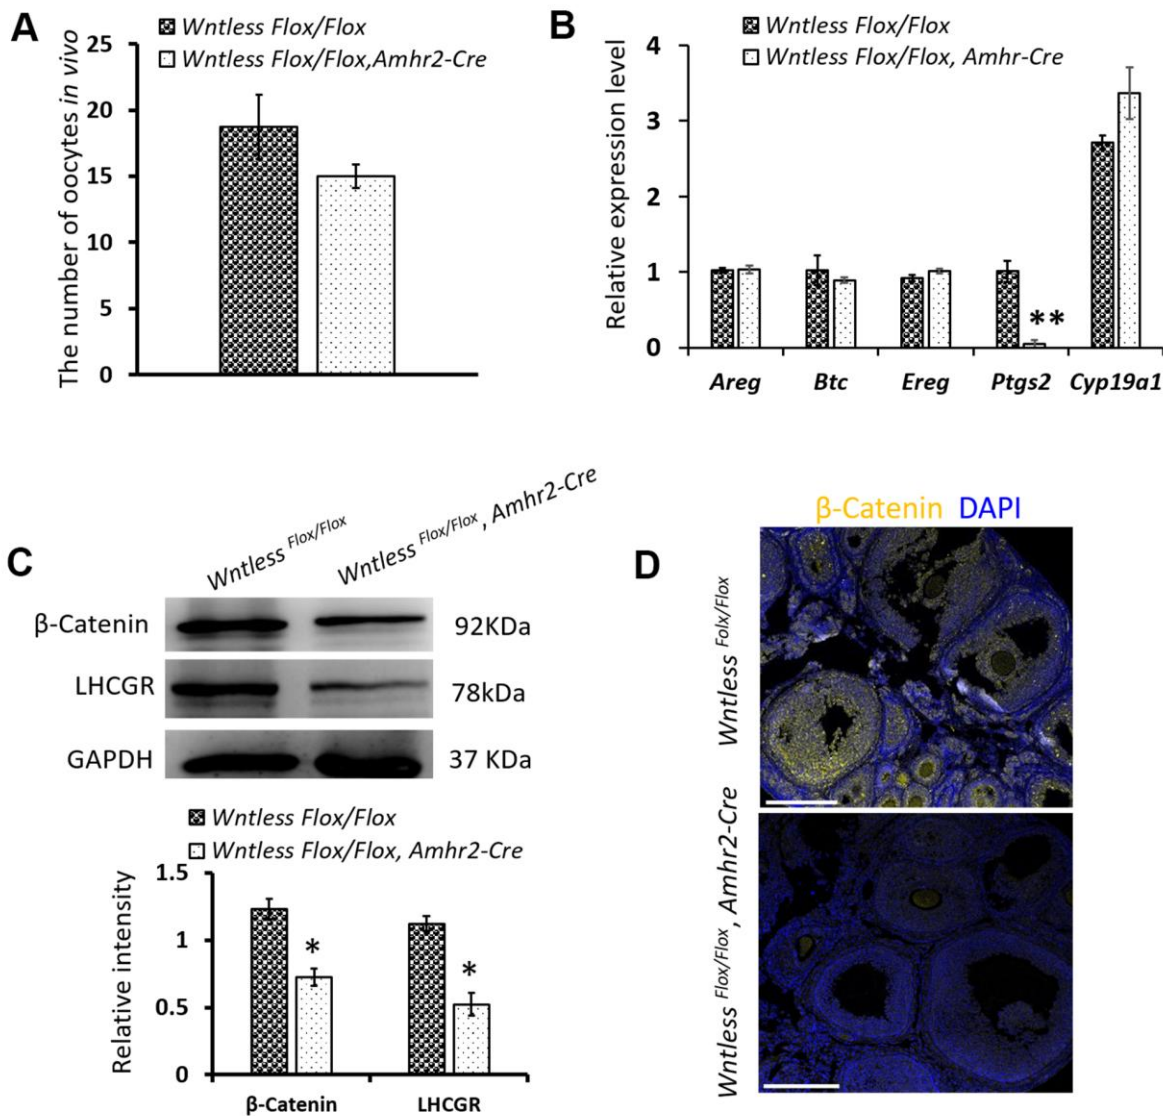 A
Wntless Flox/Flox
Wntless Flox/Flox,Amhr2-Cre
The number of oocytes in vivo
25
20
15
10
5
0
B
Wntless Flox/Flox
Wntless Flox/Flox, Amhr-Cre
Relative expression level
4
3
2
1
0
**
Areg Btc Ereg Ptgs2 Cyp19a1
C
Wntless Flox/Flox
Wntless Flox/Flox, Amhr2-Cre
β-Catenin 92KDa
LHCGR 78kDa
GAPDH 37 KDa
Wntless Flox/Flox
Wntless Flox/Flox, Amhr2-Cre
Relative intensity
1.5
1
0.5
0
*
*
β-Catenin LHCGR
D
β-Catenin DAPI
Wntless Folx/Flox
Wntless Flox/Flox, Amhr2-Cre